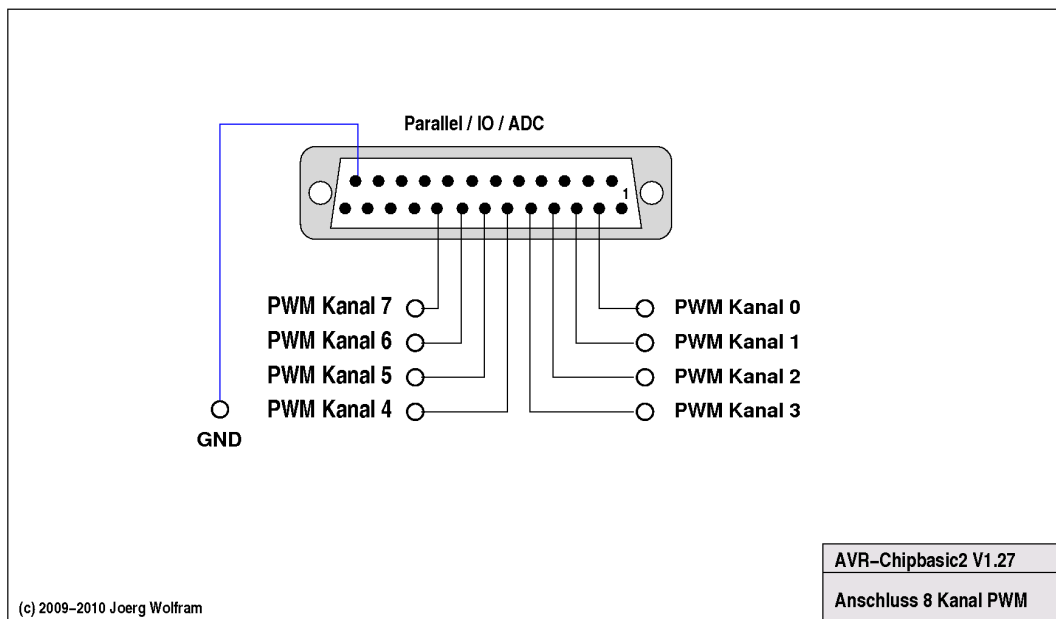 Parallel / IO / ADC
1
PWM Kanal 7
PWM Kanal 0
PWM Kanal 6
PWM Kanal 1
PWM Kanal 5
PWM Kanal 2
PWM Kanal 4
PWM Kanal 3
GND
AVR−Chipbasic2 V1.27
Anschluss 8 Kanal PWM
(c) 2009−2010 Joerg Wolfram